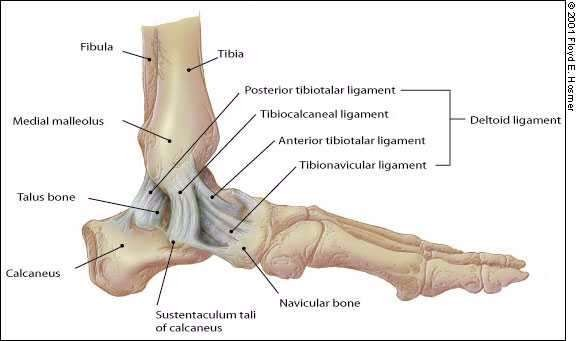 Fibula
Tibia
Posterior tibiotalar ligament
Tibiocalcaneal ligament
Medial malleolus
Deltoid ligament
Anterior tibiotalar ligament
Tibionavicular ligament
Talus bone
Calcaneus
Navicular bone
Sustentaculum tali
of calcaneus
© 2001 Floyd E. Hosmer